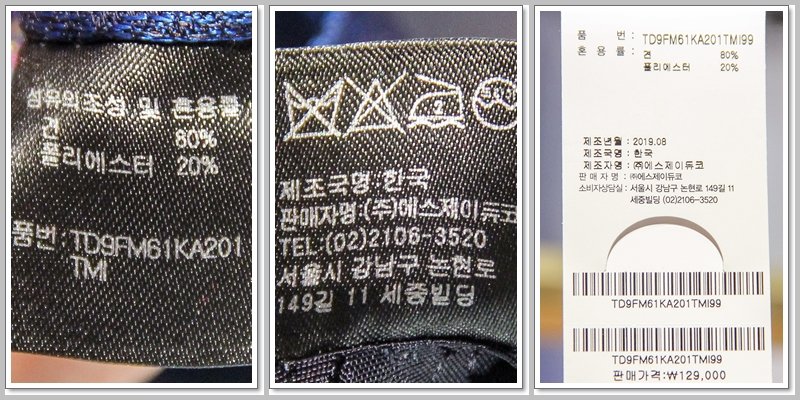 섬유의조성 및 혼용률
견 80%
폴리에스터 20%
품번:TD9FM61KA201
TMI
제조국명:한국
판매자명:(주)에스제이듀코
TEL:(02)2106-3520
서울시 강남구 논현로
149길 11 세중빌딩
품 번: TD9FM61KA201TMI99
혼 용 률: 견 80%
폴리에스터 20%
제조년월 : 2019.08
제조국명 : 한국
제조자명 : ㈜에스제이듀코
판 매 자 명 : ㈜에스제이듀코
소비자상담실 : 서울시 강남구 논현로 149길 11
세중빌딩 (02)2106-3520
TD9FM61KA201TMI99
TD9FM61KA201TMI99
판매가격:₩129,000